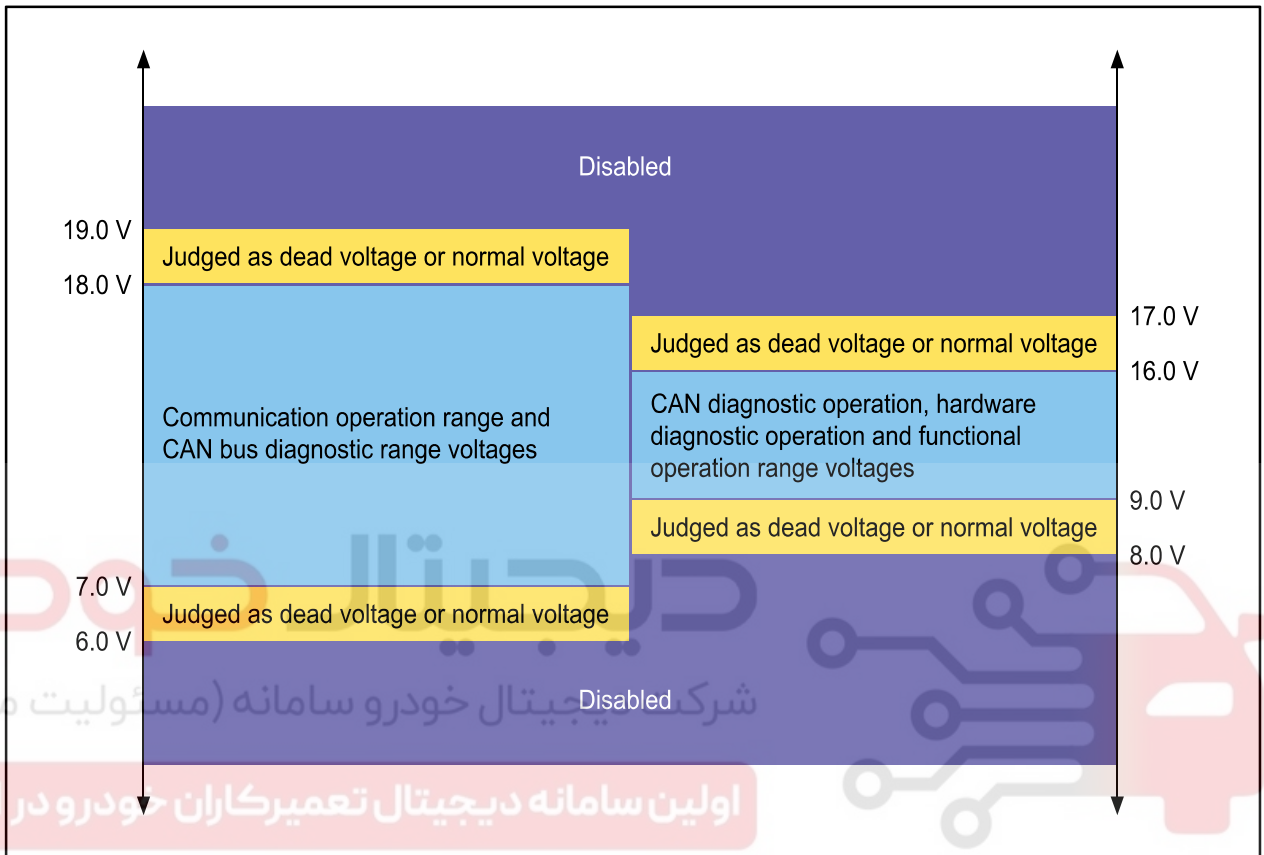 Disabled
19.0 V
Judged as dead voltage or normal voltage
18.0 V
17.0 V
Judged as dead voltage or normal voltage
16.0 V
Communication operation range and
CAN bus diagnostic range voltages
CAN diagnostic operation, hardware
diagnostic operation and functional
operation range voltages
9.0 V
Judged as dead voltage or normal voltage
8.0 V
7.0 V
Judged as dead voltage or normal voltage
6.0 V
دیجیتال خود
شرکت دیجیتال خودرو سامانه (مسئولیت م
Disabled
اولین سامانه دیجیتال تعمیرکاران خودرو در